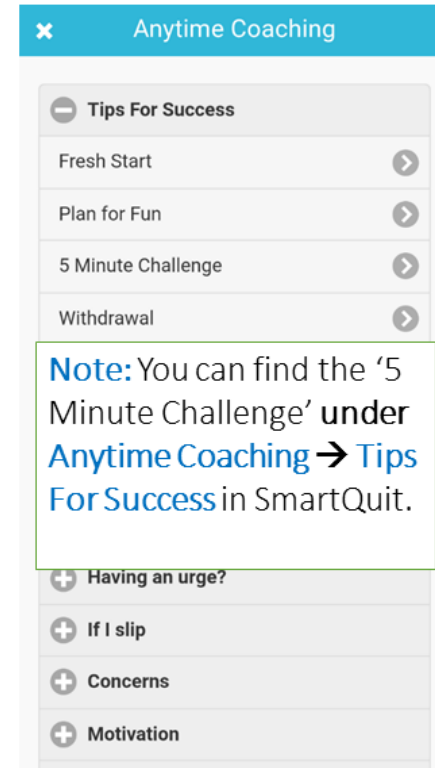 Anytime Coaching
Tips For Success
Fresh Start
Plan for Fun
5 Minute Challenge
Withdrawal
Note: You can find the ‘5
Minute Challenge’ under
Anytime Coaching → Tips
For Success in SmartQuit.
Having an urge?
If I slip
Concerns
Motivation